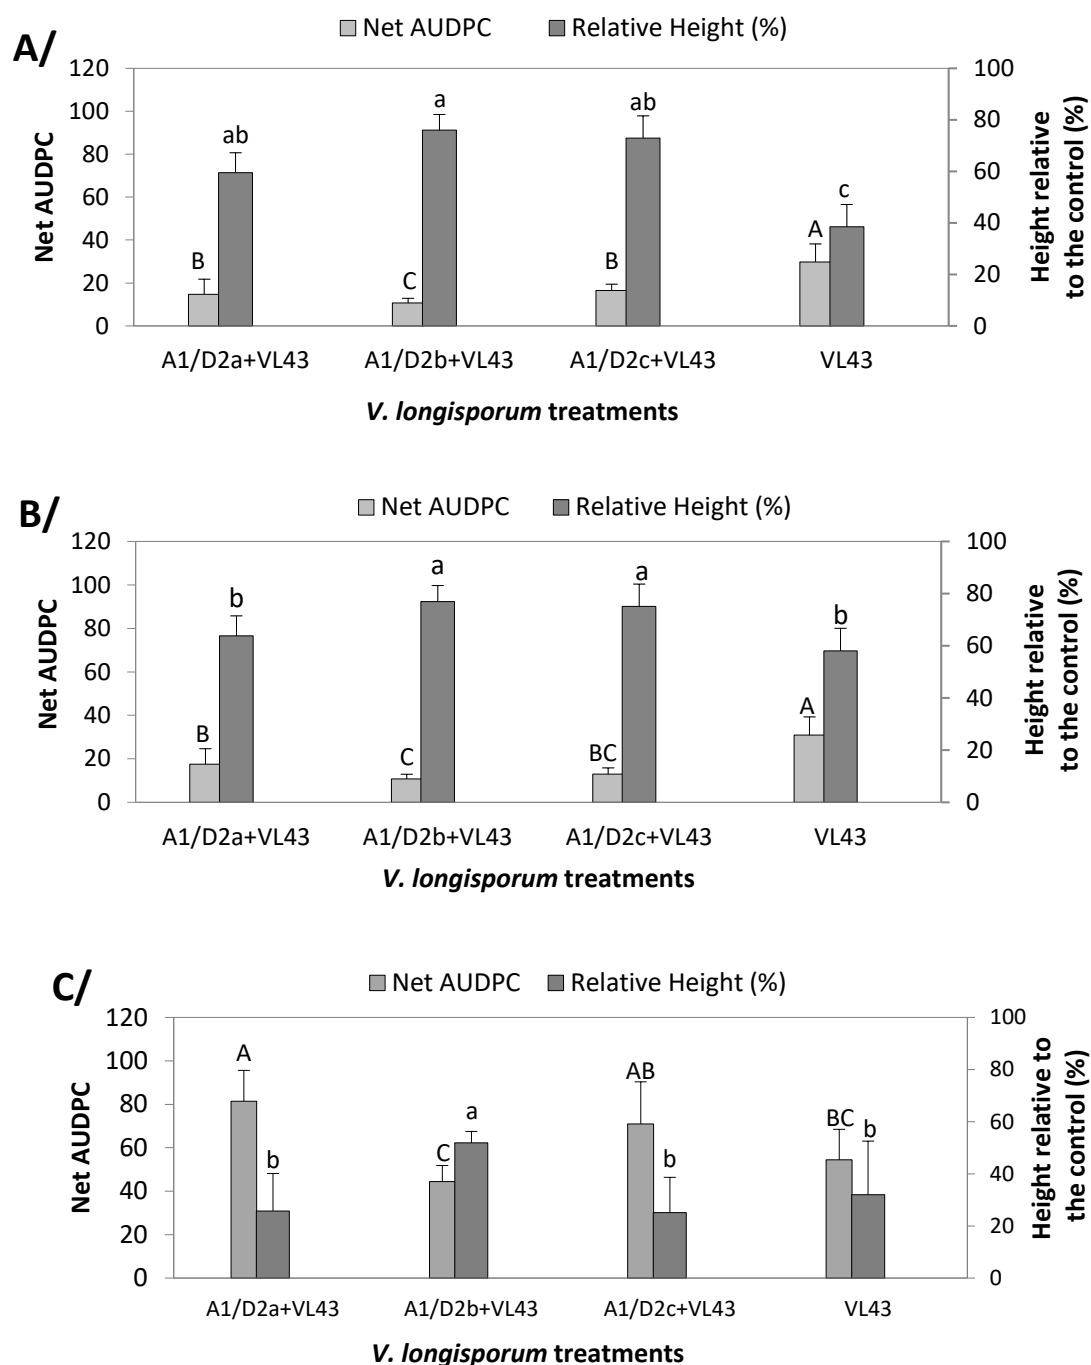 A/
Net AUDPC Relative Height (%)
120 100
100
80
80
60
60
40
40
20
20
0 0
Net AUDPC
Height relative
to the control (%)
ab a ab c
B C B A
A1/D2a+VL43 A1/D2b+VL43 A1/D2c+VL43 VL43
V. longisporum treatments
B/
Net AUDPC Relative Height (%)
120 100
100
80
80
60
60
40
40
20
20
0 0
Net AUDPC
Height relative
to the control (%)
b a a b
B C BC A
A1/D2a+VL43 A1/D2b+VL43 A1/D2c+VL43 VL43
V. longisporum treatments
C/
Net AUDPC Relative Height (%)
120 100
100
80
80
60
60
40
40
20
20
0 0
Net AUDPC
Height relative to
the control (%)
A C AB BC
b a b b
A1/D2a+VL43 A1/D2b+VL43 A1/D2c+VL43 VL43
V. longisporum treatments